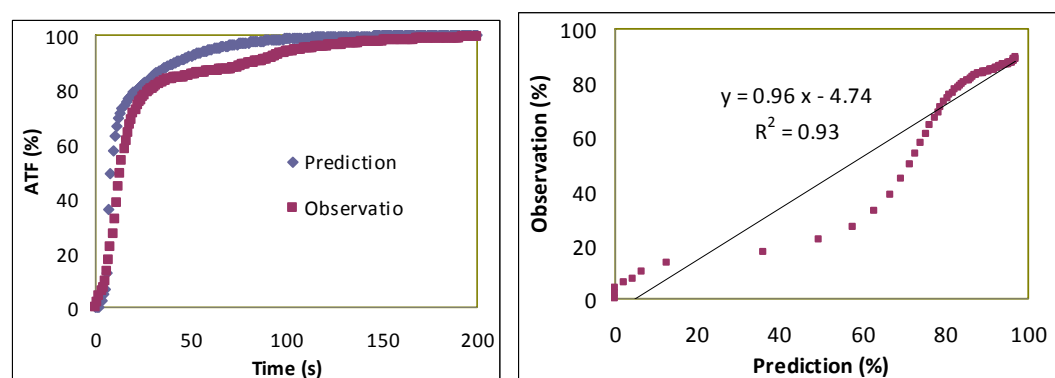 100
80
60
40
20
0
ATF (%)
Prediction
Observatio
0 50 100 150 200
Time (s)
100
80
60
40
20
0
Observation (%)
y = 0.96 x - 4.74
R² = 0.93
0 20 40 60 80 100
Prediction (%)